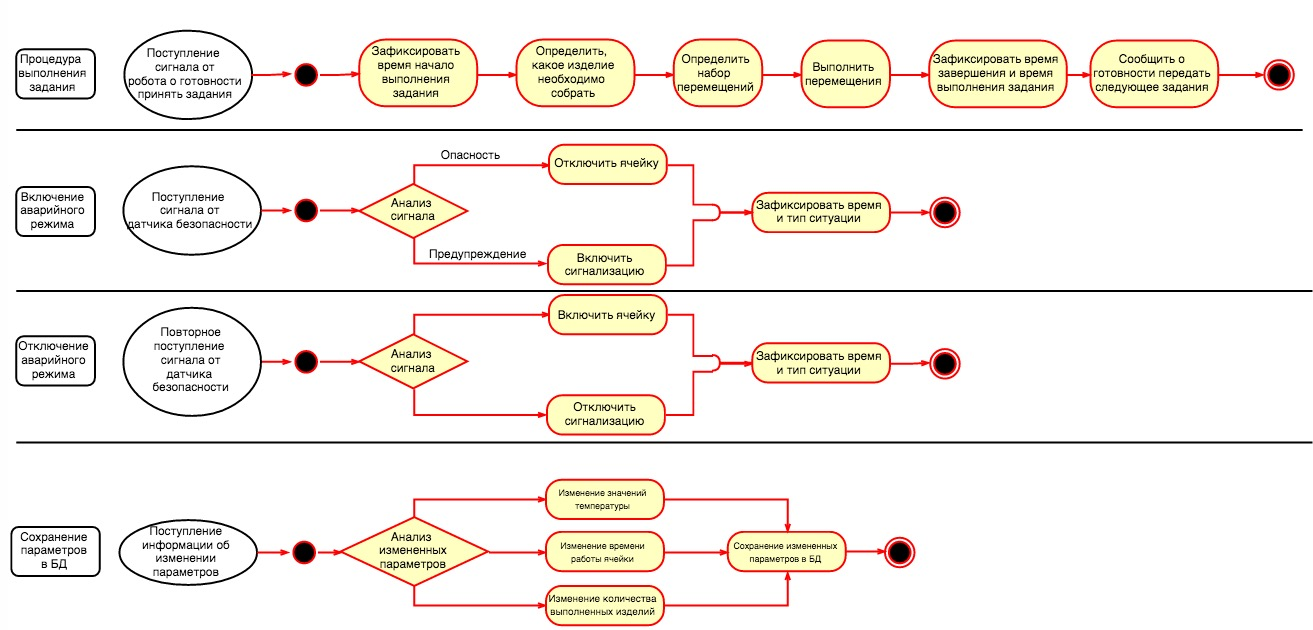 Процедура
выполнения
задания
Поступление
сигнала от
робота о готовности
принять задания
Зафиксировать
время начало
выполнения
задания
Определить,
какое изделие
необходимо
собрать
Определить
набор
перемещений
Выполнить
перемещения
Зафиксировать время
завершения и время
выполнения задания
Сообщить о
готовности передать
следующее задания
Включение
аварийного
режима
Поступление
сигнала от
датчика безопасности
Анализ
сигнала
Опасность
Отключить ячейку
Предупреждение
Включить
сигнализацию
Зафиксировать время
и тип ситуации
Отключение
аварийного
режима
Повторное
поступление
сигнала от
датчика
безопасности
Анализ
сигнала
Включить ячейку
Отключить
сигнализацию
Зафиксировать время
и тип ситуации
Сохранение
параметров
в БД
Поступление
информации об
изменении
параметров
Анализ
измененных
параметров
Изменение значений
температуры
Изменение времени
работы ячейки
Изменение количества
выполненных изделий
Сохранение измененных
параметров в БД